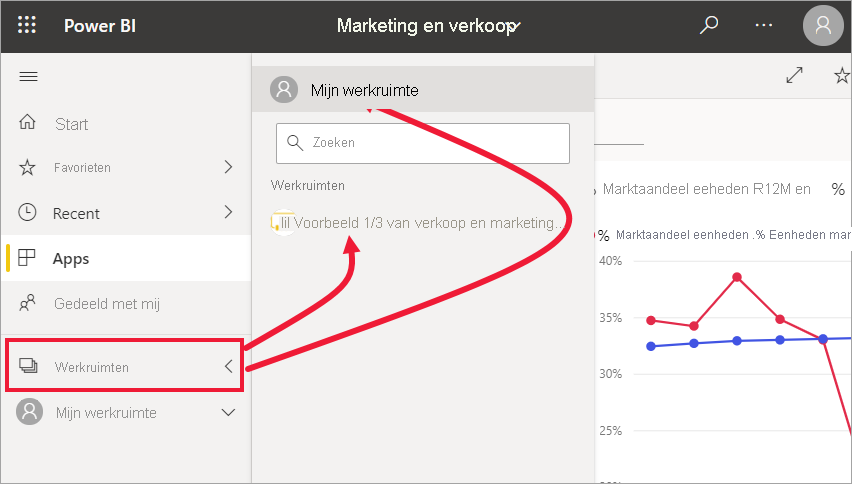 Power BI
Marketing en verkoop
Mijn werkruimte
Start
Zoeken
Favorieten
Werkruimten
Marktaandeel eeheden R12M en
%
Recent
Voorbeeld 1/3 van verkoop en marketing...
% Marktaandeel eenheden .% Eenheden mar
Apps
40%
Gedeeld met mij
35%
Werkruimten
30%
Mijn werkruimte
25%